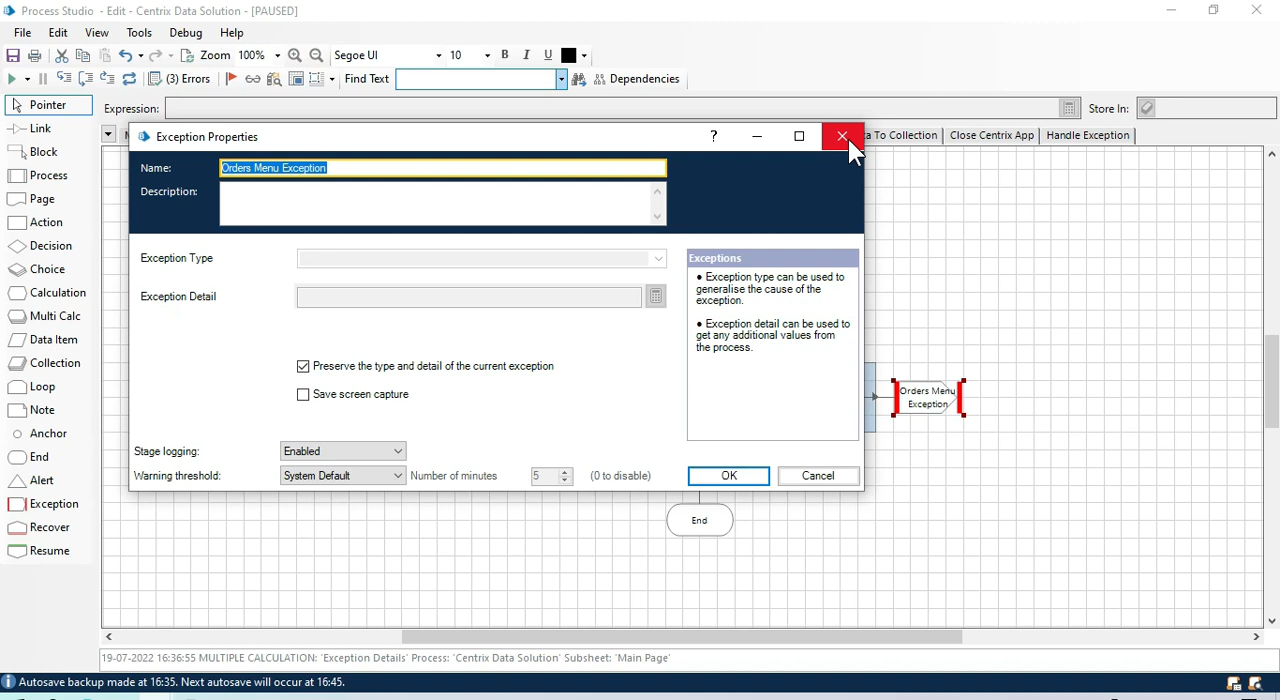 Process Studio - Edit - Centrix Data Solution - [PAUSED]
File Edit View Tools Debug Help
Zoom 100% Segoe UI 10 B I U
(3) Errors Find Text Dependencies
Pointer
Expression: Store In:
Link
Block
Process
Page
Action
Decision
Choice
Calculation
Multi Calc
Data Item
Collection
Loop
Note
Anchor
End
Alert
Exception
Recover
Resume
To Collection Close Centrix App Handle Exception
Exception Properties ?
Name: Orders Menu Exception
Description:
Exception Type
Exception Detail
Preserve the type and detail of the current exception
Save screen capture
Stage logging: Enabled
Warning threshold: System Default Number of minutes 5 (0 to disable)
Exceptions
• Exception type can be used to
generalise the cause of the
exception.
• Exception detail can be used to
get any additional values from
the process.
OK Cancel
Orders Menu
Exception
End
19-07-2022 16:36:55 MULTIPLE CALCULATION: 'Exception Details' Process: 'Centrix Data Solution' Subsheet: 'Main Page'
Autosave backup made at 16:35. Next autosave will occur at 16:45.